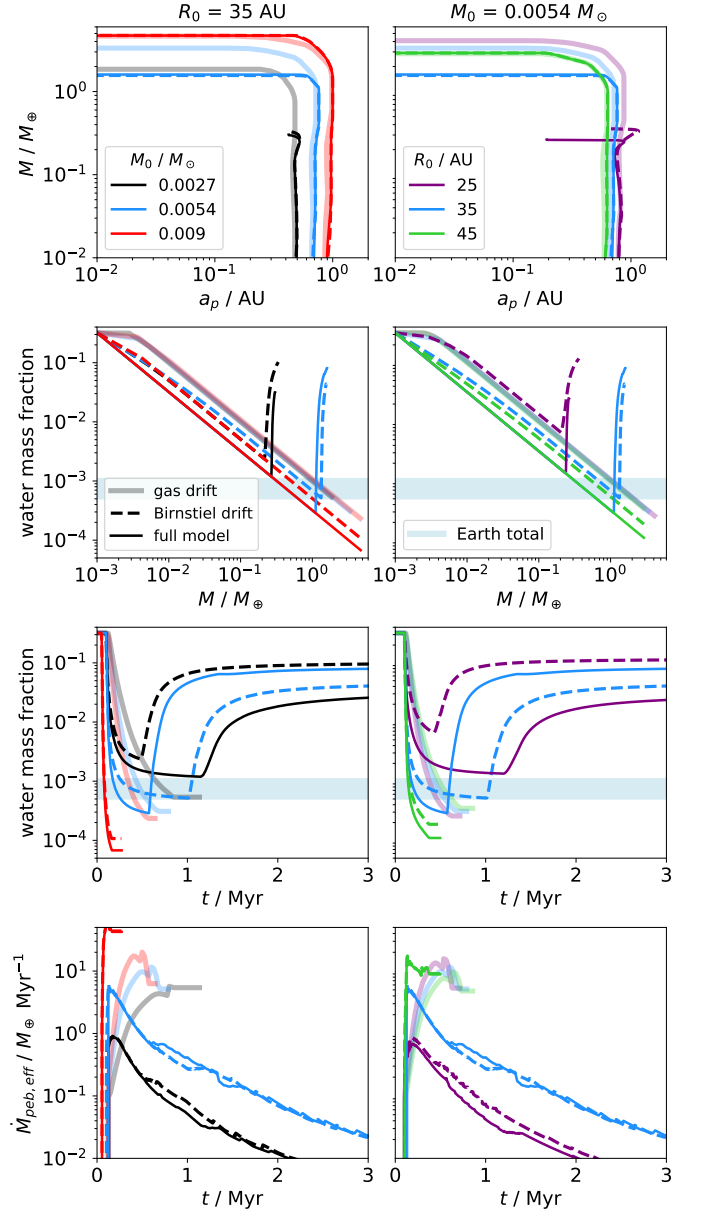 R₀ = 35 AU
M₀ = 0.0054 M☉
10⁰
10⁻¹
10⁻²
M / M⊕
M₀ / M☉
0.0027
0.0054
0.009
R₀ / AU
25
35
45
10⁻² 10⁻¹ 10⁰
10⁻² 10⁻¹ 10⁰
a_p / AU
a_p / AU
10⁻¹
10⁻²
10⁻³
10⁻⁴
water mass fraction
gas drift
Birnstiel drift
full model
Earth total
10⁻³ 10⁻² 10⁻¹ 10⁰
10⁻³ 10⁻² 10⁻¹ 10⁰
M / M⊕
M / M⊕
10⁻¹
10⁻²
10⁻³
10⁻⁴
water mass fraction
0 1 2 3
0 1 2 3
t / Myr
t / Myr
10¹
10⁰
10⁻¹
10⁻²
Ṁ_peb,eff / M⊕ Myr⁻¹
0 1 2 3
0 1 2 3
t / Myr
t / Myr